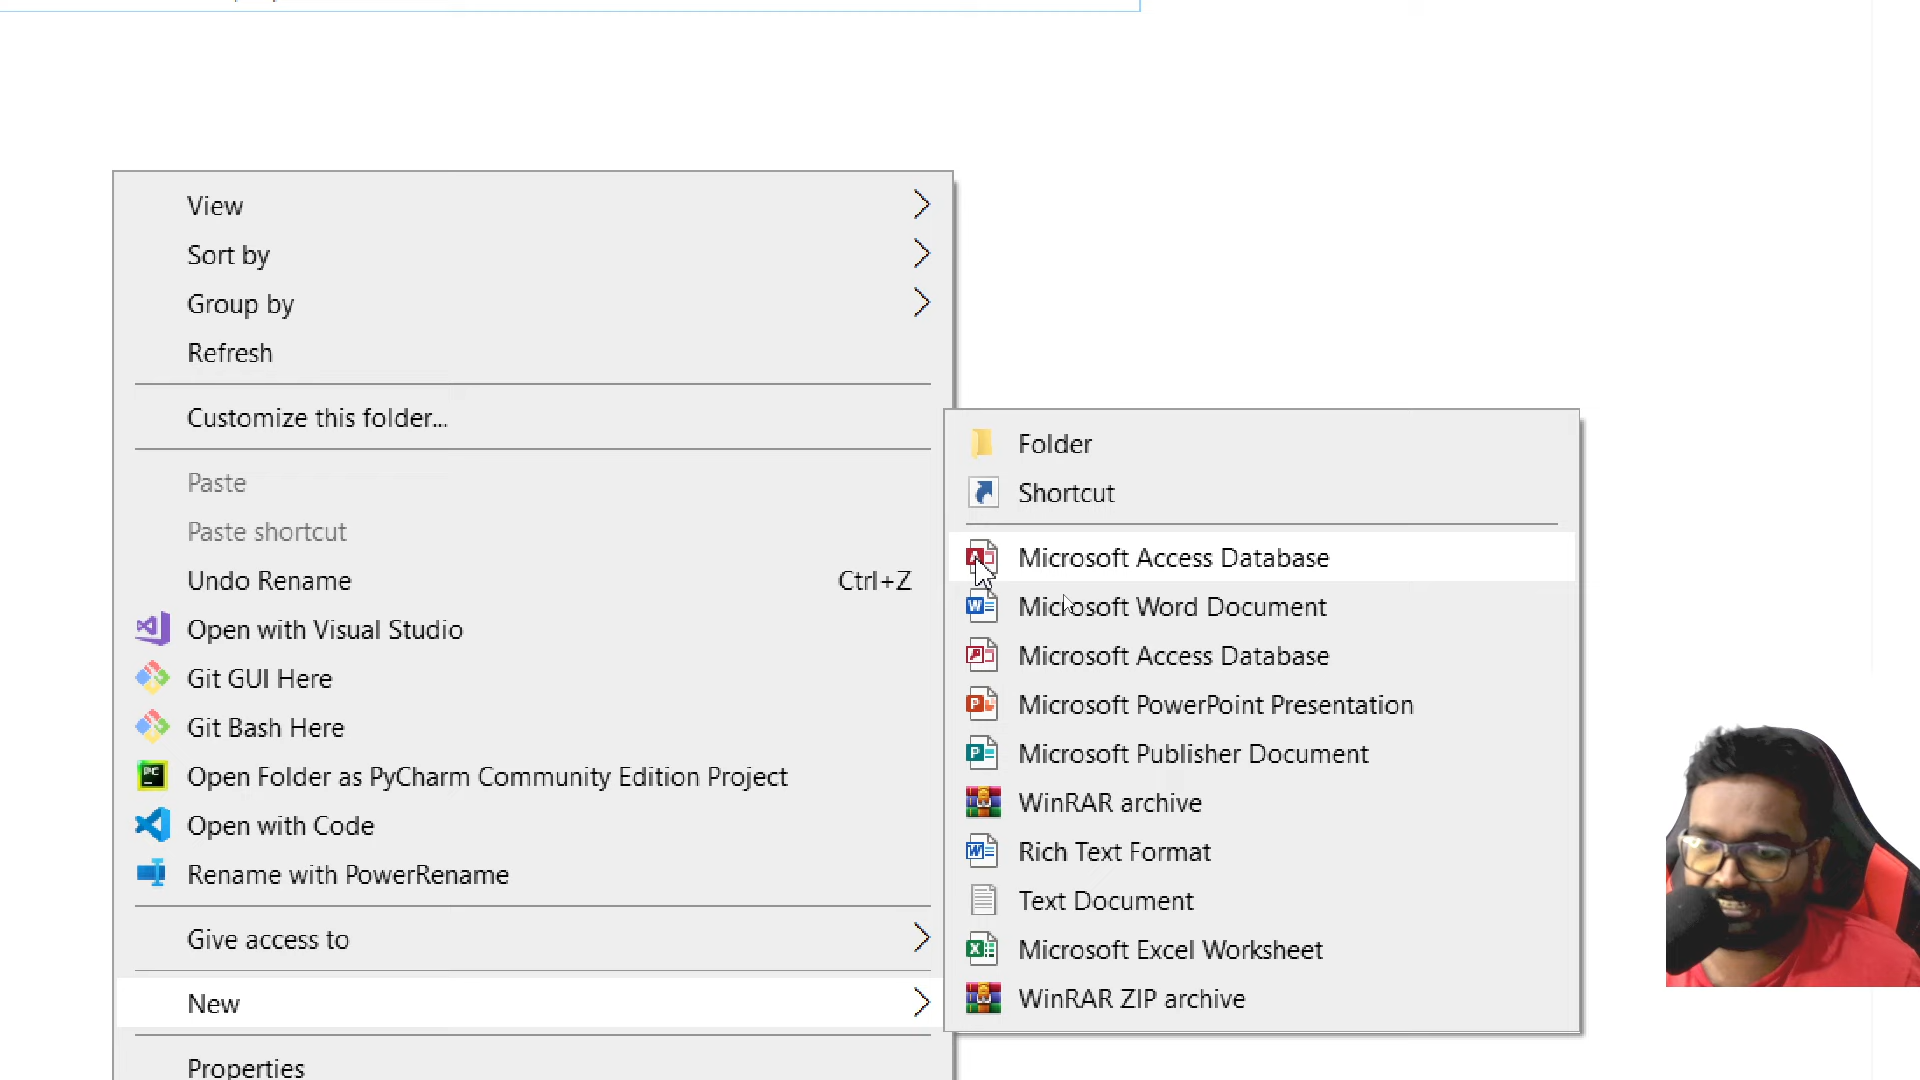 View
Sort by
Group by
Refresh
Customize this folder...
Paste
Paste shortcut
Undo Rename Ctrl+Z
Open with Visual Studio
Git GUI Here
Git Bash Here
Open Folder as PyCharm Community Edition Project
Open with Code
Rename with PowerRename
Give access to
New
Properties
Folder
Shortcut
Microsoft Access Database
Microsoft Word Document
Microsoft Access Database
Microsoft PowerPoint Presentation
Microsoft Publisher Document
WinRAR archive
Rich Text Format
Text Document
Microsoft Excel Worksheet
WinRAR ZIP archive